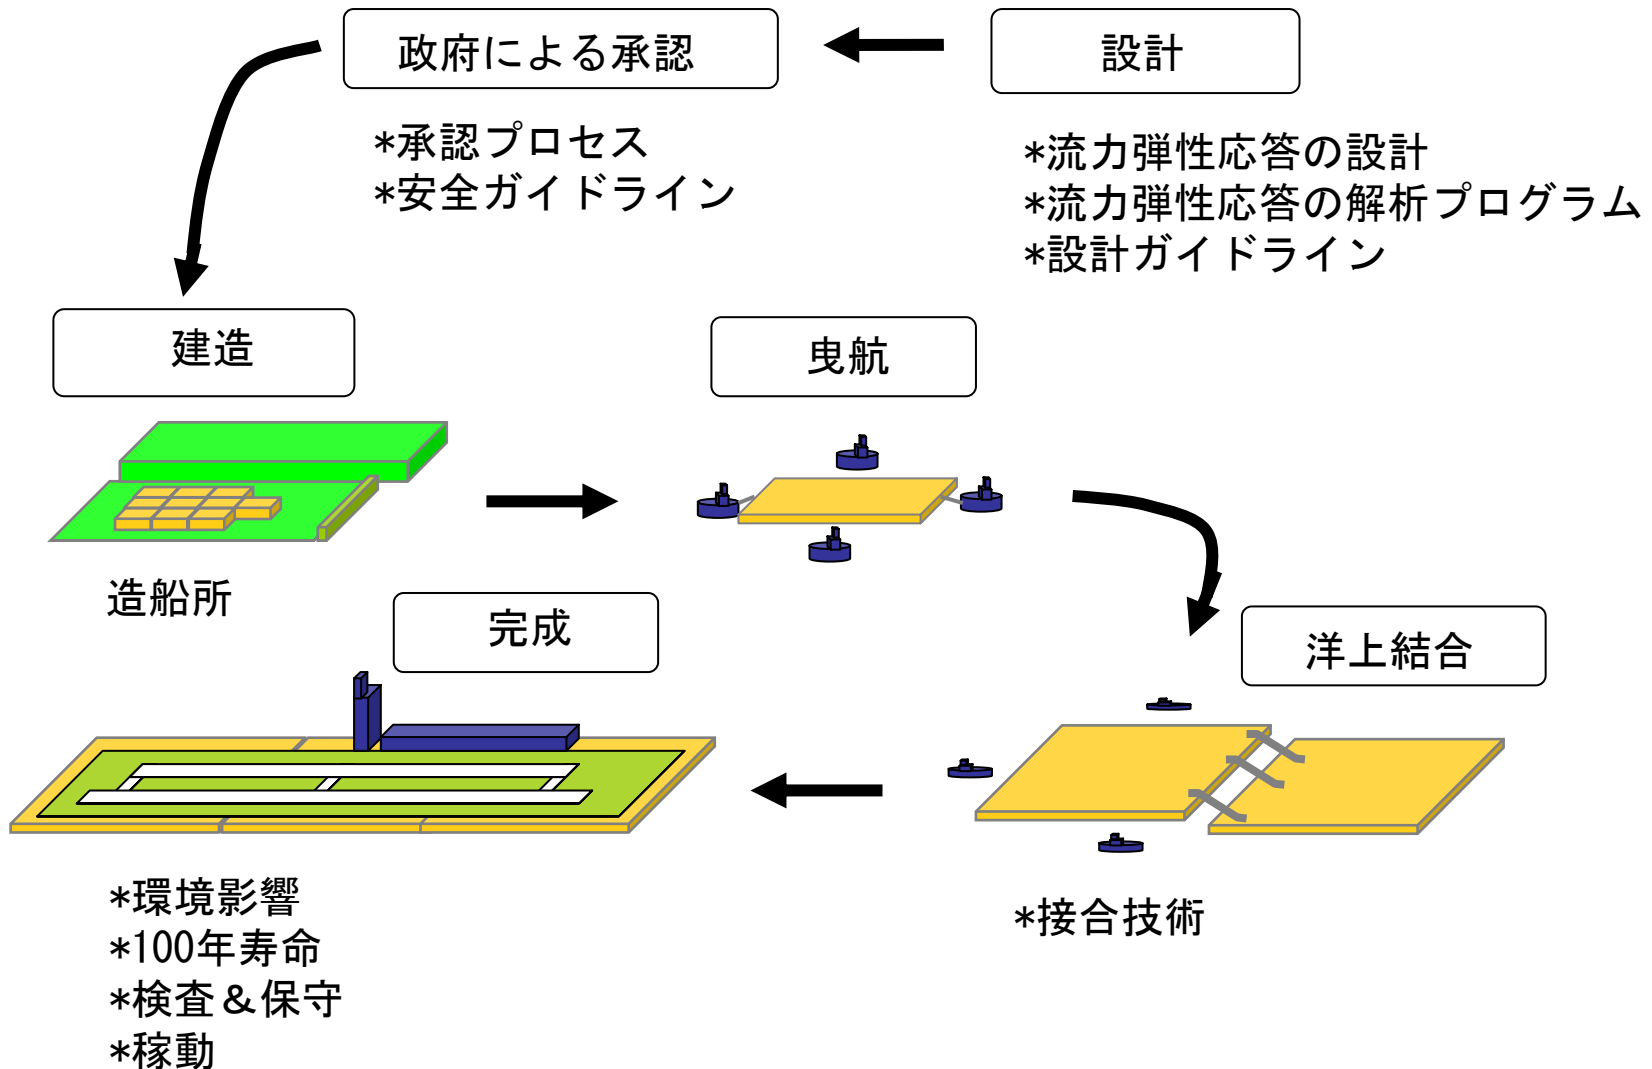 政府による承認
設計
*承認プロセス
*安全ガイドライン
*流力弾性応答の設計
*流力弾性応答の解析プログラム
*設計ガイドライン
建造
曳航
造船所
完成
洋上結合
*環境影響
*100年寿命
*検査＆保守
*稼動
*接合技術